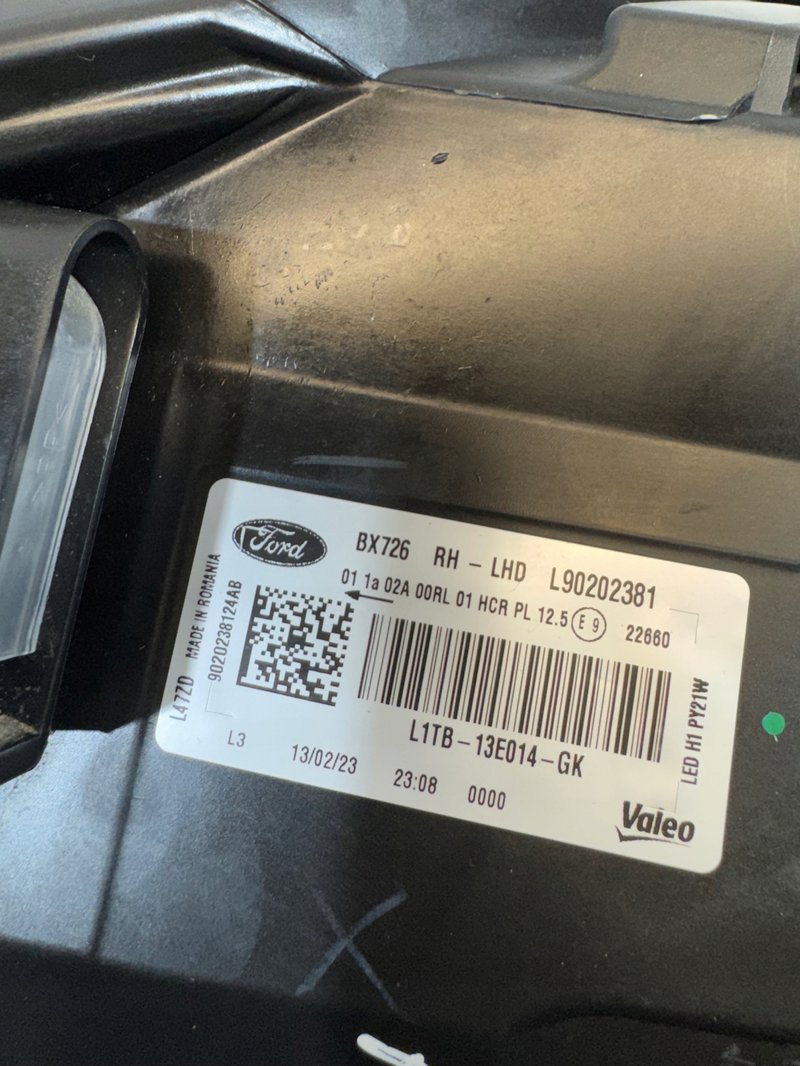 Ford
BX726 RH - LHD L90202381
01 1a 02A 00RL 01 HCR PL 12.5 E 9 22660
L47ZD MADE IN ROMANIA
9020238124AB
L1TB-13E014-GK
LED H1 PY21W
L3 13/02/23 23:08 0000
Valeo
X